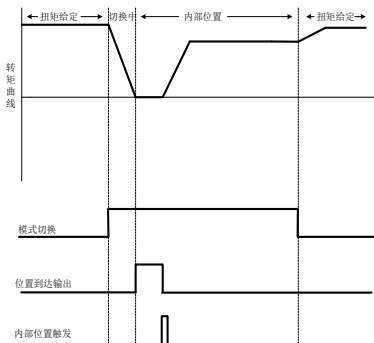 扭矩给定
切换中
内部位置
扭矩给定
转矩曲线
模式切换
位置到达输出
内部位置触发